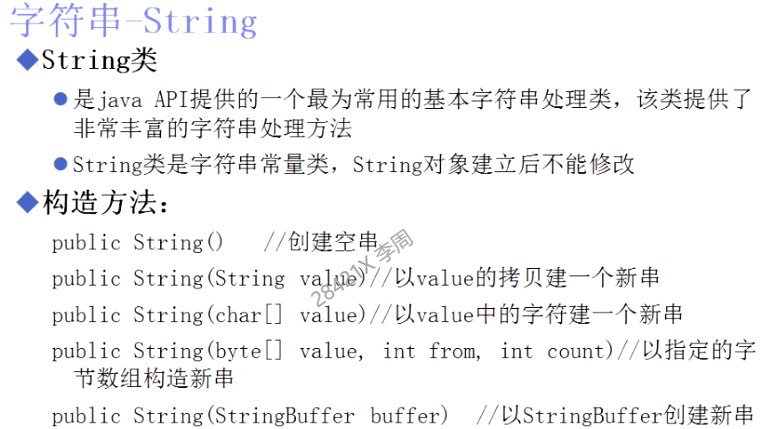 字符串-String
◆String类
●是java API提供的一个最为常用的基本字符串处理类，该类提供了
非常丰富的字符串处理方法
●String类是字符串常量类，String对象建立后不能修改
◆构造方法：
public String() //创建空串
public String(String value)//以value的拷贝建一个新串
public String(char[] value)//以value中的字符建一个新串
public String(byte[] value, int from, int count)//以指定的字
节数组构造新串
public String(StringBuffer buffer) //以StringBuffer创建新串
李周